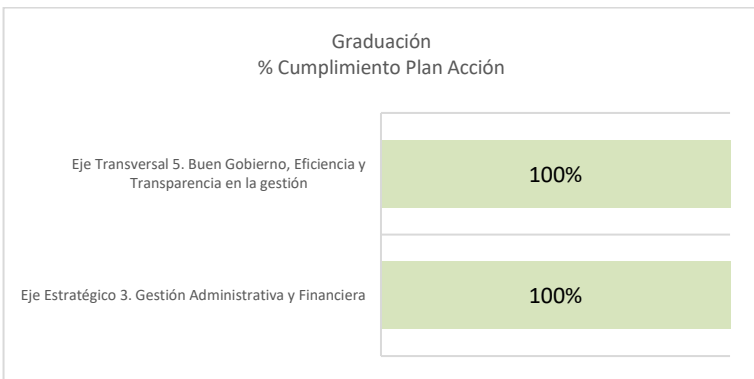 Graduación
% Cumplimiento Plan Acción
Eje Transversal 5. Buen Gobierno, Eficiencia y
Transparencia en la gestión
100%
Eje Estratégico 3. Gestión Administrativa y Financiera
100%